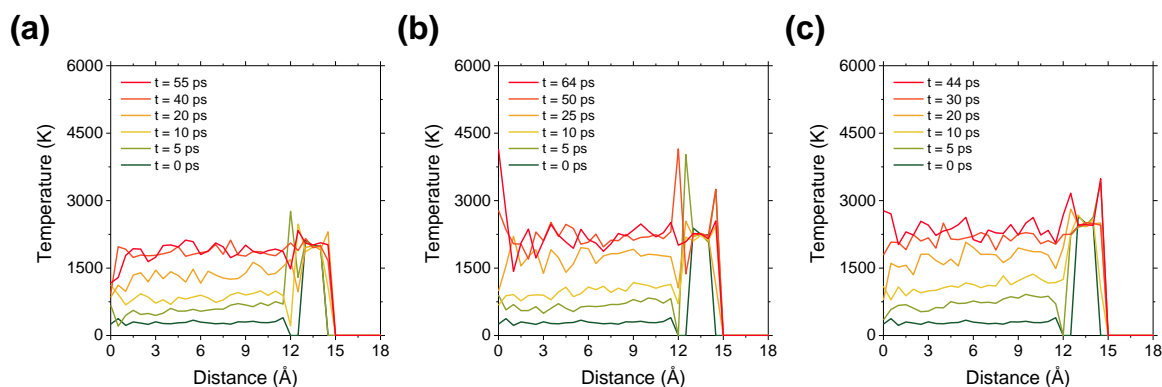 (a)
6000
4500
3000
1500
0
Temperature (K)
t = 55 ps
t = 40 ps
t = 20 ps
t = 10 ps
t = 5 ps
t = 0 ps
0 3 6 9 12 15 18
Distance (Å)
(b)
6000
4500
3000
1500
0
Temperature (K)
t = 64 ps
t = 50 ps
t = 25 ps
t = 10 ps
t = 5 ps
t = 0 ps
0 3 6 9 12 15 18
Distance (Å)
(c)
6000
4500
3000
1500
0
Temperature (K)
t = 44 ps
t = 30 ps
t = 20 ps
t = 10 ps
t = 5 ps
t = 0 ps
0 3 6 9 12 15 18
Distance (Å)